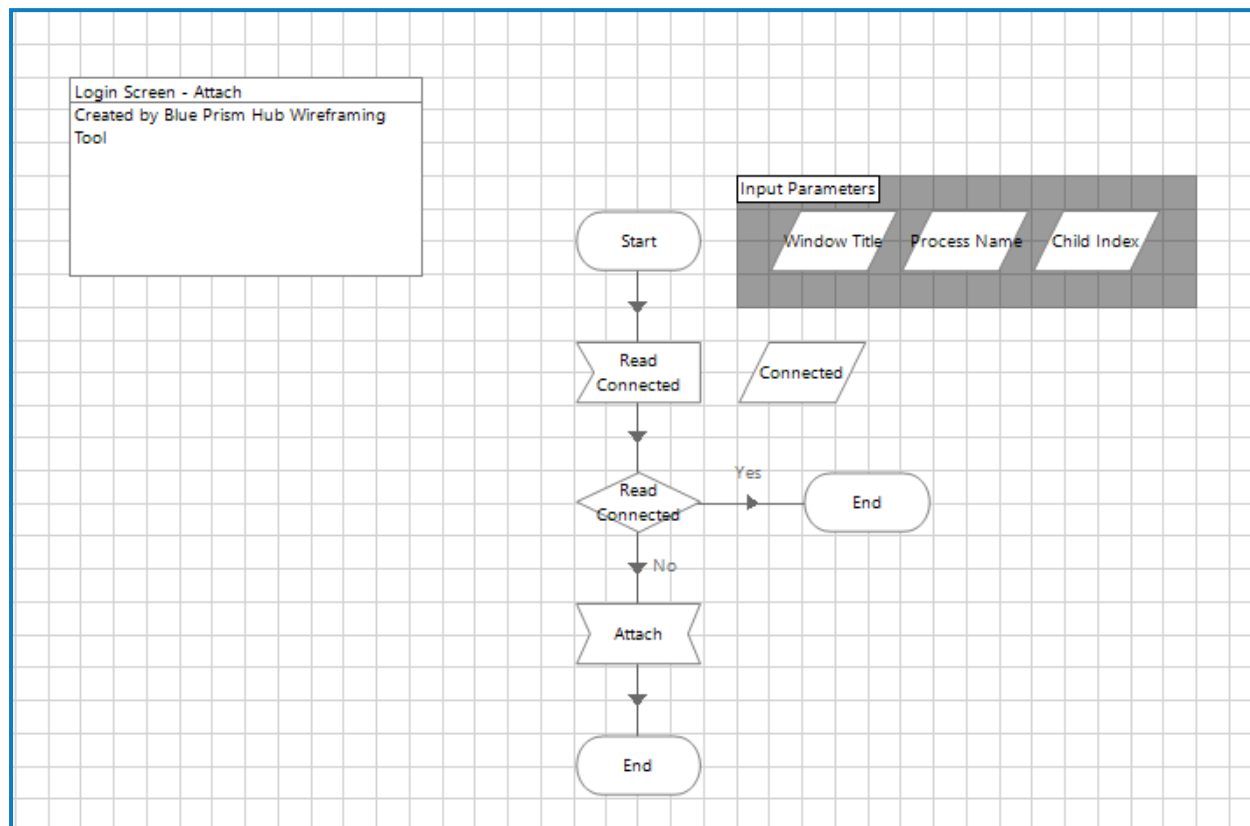 Login Screen - Attach
Created by Blue Prism Hub Wireframing
Tool
Input Parameters
Start
Window Title
Process Name
Child Index
Read
Connected
Connected
Read
Connected
Yes
End
No
Attach
End